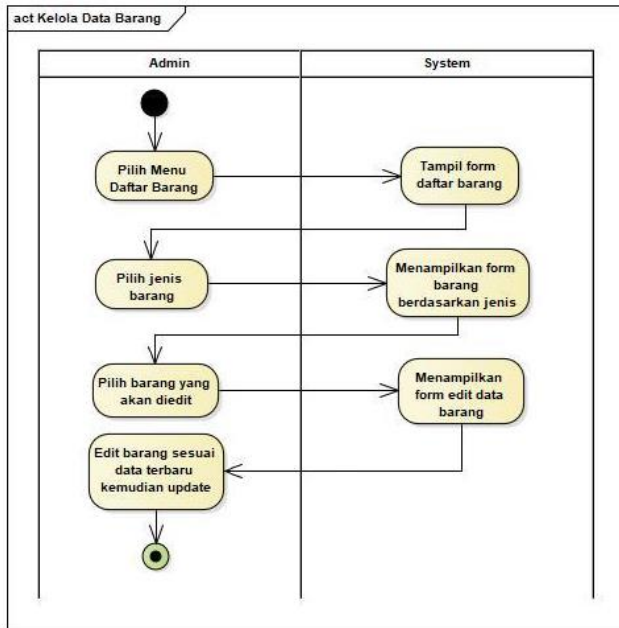 act Kelola Data Barang
Admin
System
Pilih Menu
Daftar Barang
Tampil form
daftar barang
Pilih jenis
barang
Menampilkan form
barang
berdasarkan jenis
Pilih barang yang
akan diedit
Menampilkan
form edit data
barang
Edit barang sesuai
data terbaru
kemudian update